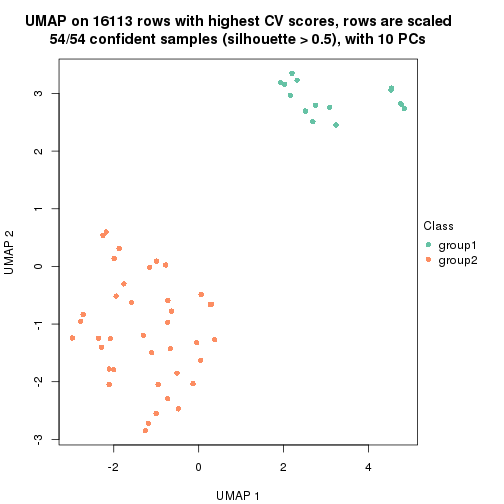 UMAP on 16113 rows with highest CV scores, rows are scaled
54/54 confident samples (silhouette > 0.5), with 10 PCs
3
2
1
0
-1
-2
-3
UMAP 2
-2
0
2
4
UMAP 1
Class
group1
group2